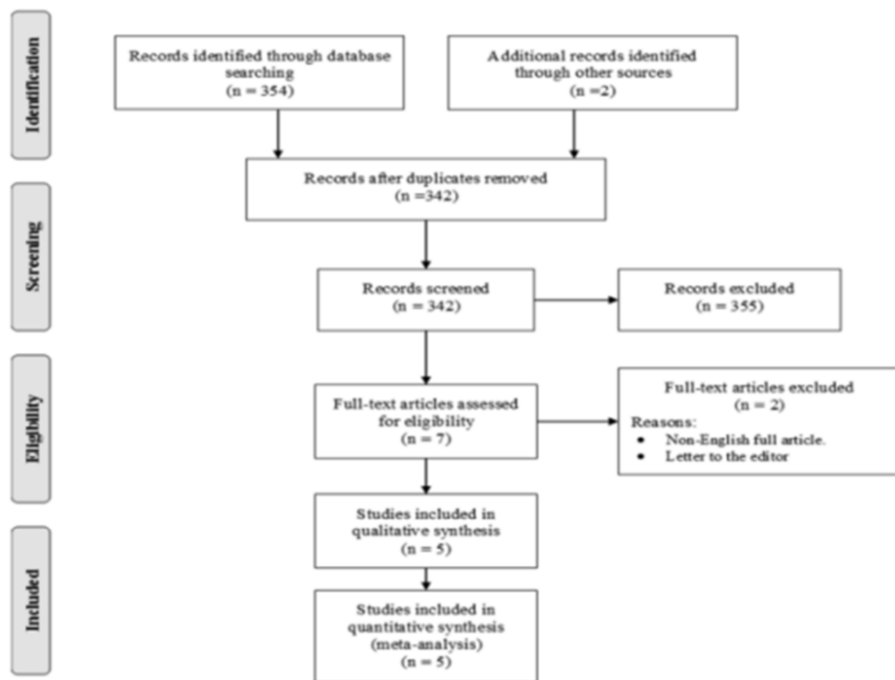 Identification
Records identified through database
searching
(n = 354)
Additional records identified
through other sources
(n =2)
Records after duplicates removed
(n =342)
Screening
Records screened
(n = 342)
Records excluded
(n = 355)
Eligibility
Full-text articles assessed
for eligibility
(n = 7)
Full-text articles excluded
(n = 2)
Reasons:
• Non-English full article.
• Letter to the editor
Studies included in
qualitative synthesis
(n = 5)
Included
Studies included in
quantitative synthesis
(meta-analysis)
(n = 5)